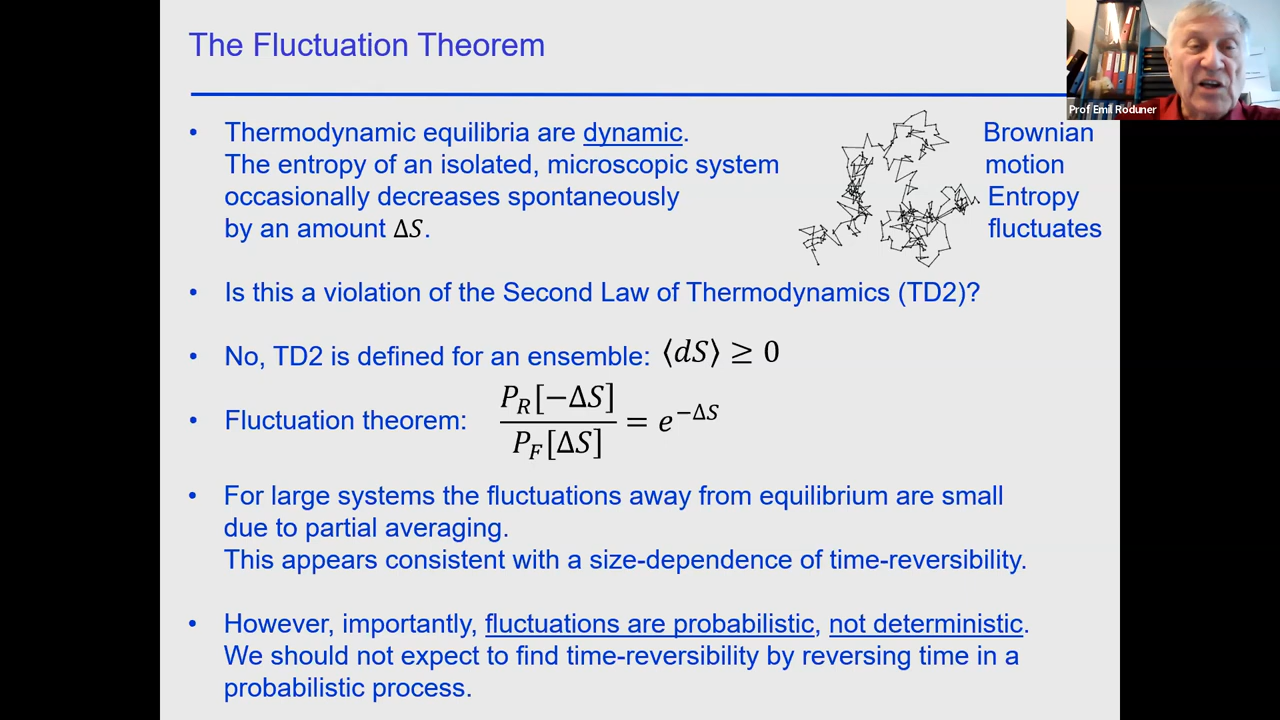 The Fluctuation Theorem
Prof Emil Roduner
• Thermodynamic equilibria are dynamic.
The entropy of an isolated, microscopic system
occasionally decreases spontaneously
by an amount ΔS.
Brownian
motion
Entropy
fluctuates
• Is this a violation of the Second Law of Thermodynamics (TD2)?
• No, TD2 is defined for an ensemble: ⟨dS⟩ ≥ 0
• Fluctuation theorem: P_R[−ΔS] / P_F[ΔS] = e^{−ΔS}
• For large systems the fluctuations away from equilibrium are small
due to partial averaging.
This appears consistent with a size-dependence of time-reversibility.
• However, importantly, fluctuations are probabilistic, not deterministic.
We should not expect to find time-reversibility by reversing time in a
probabilistic process.